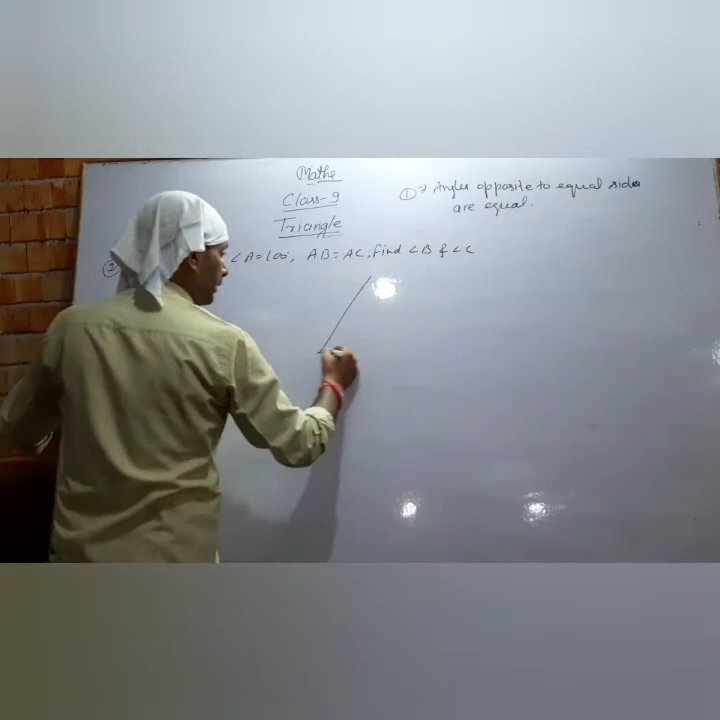 Maths
Class-9
Triangle
① ⇒ Angles opposite to equal sides
are equal.
②
∠A=100°, AB = AC, Find ∠B & ∠C